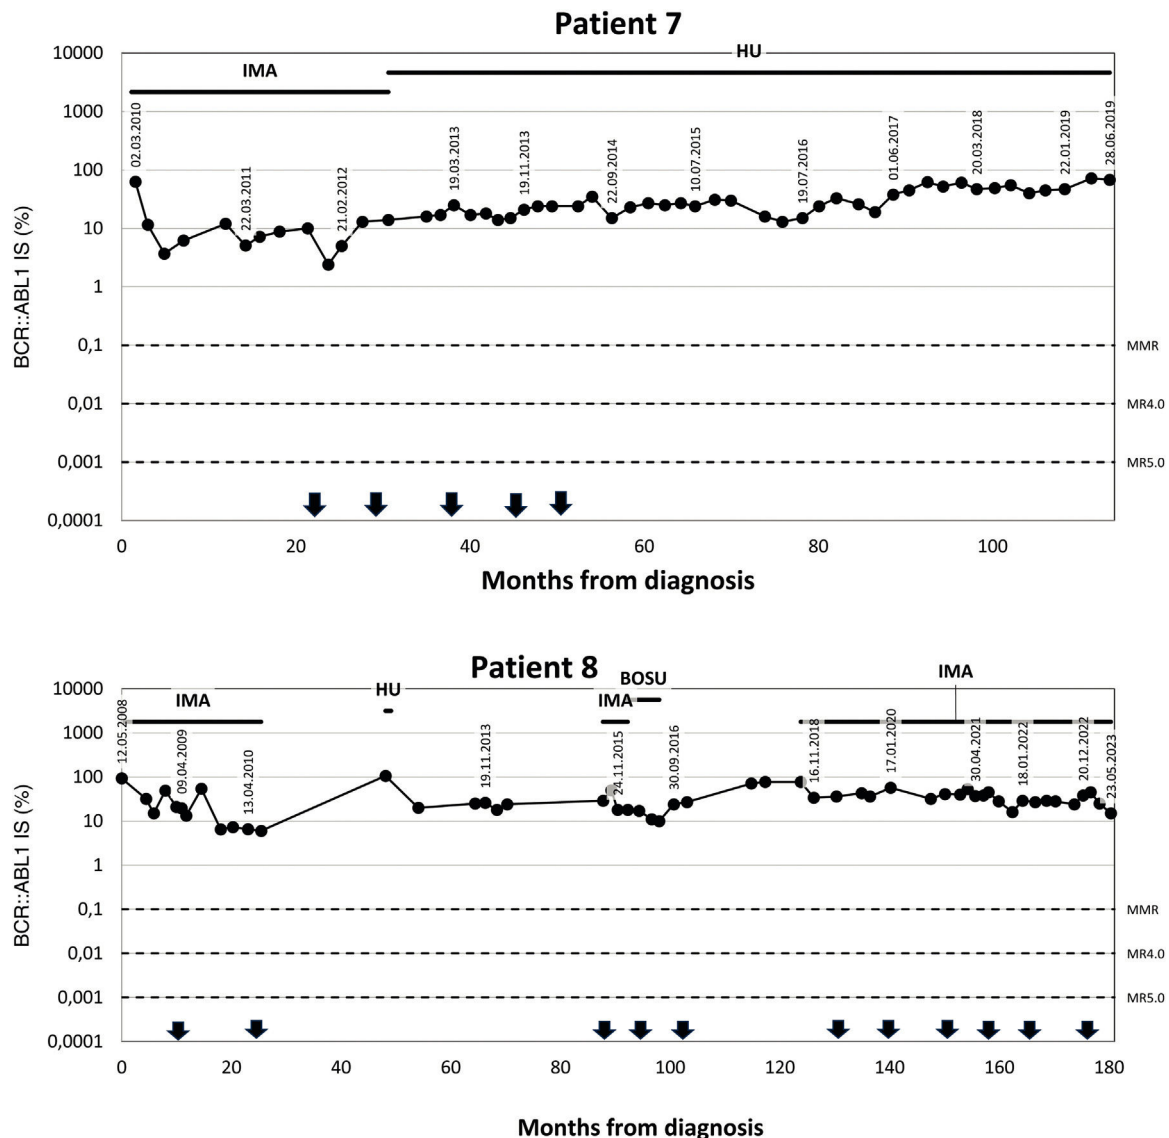 Patient 7
HU
IMA
10000
1000
100
10
1
0,1
0,01
0,001
0,0001
BCR::ABL1 IS (%)
02.03.2010
22.03.2011
21.02.2012
19.03.2013
19.11.2013
22.09.2014
10.07.2015
19.07.2016
01.06.2017
20.03.2018
22.01.2019
28.06.2019
MMR
MR4.0
MR5.0
0 20 40 60 80 100
Months from diagnosis
Patient 8
IMA
HU
IMA
BOSU
IMA
10000
1000
100
10
1
0,1
0,01
0,001
0,0001
BCR::ABL1 IS (%)
12.05.2008
09.04.2009
13.04.2010
19.11.2013
24.11.2015
30.09.2016
16.11.2018
17.01.2020
30.04.2021
18.01.2022
20.12.2022
23.05.2023
MMR
MR4.0
MR5.0
0 20 40 60 80 100 120 140 160 180
Months from diagnosis